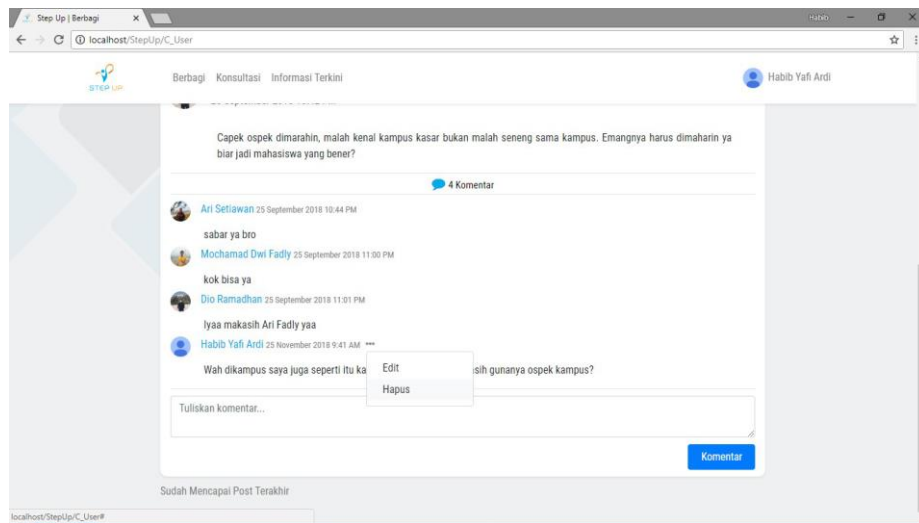 Step Up | Berbagi
Habib
localhost/StepUp/C_User
STEP UP
Berbagi Konsultasi Informasi Terkini
Habib Yafi Ardi
Capek ospek dimarahin, malah kenal kampus kasar bukan malah seneng sama kampus. Emangnya harus dimaharin ya
biar jadi mahasiswa yang bener?
4 Komentar
Ari Setiawan 25 September 2018 10:44 PM
sabar ya bro
Mochamad Dwi Fadly 25 September 2018 11:00 PM
kok bisa ya
Dio Ramadhan 25 September 2018 11:01 PM
Iyaa makasih Ari Fadly yaa
Habib Yafi Ardi 25 November 2018 9:41 AM
Edit
Wah dikampus saya juga seperti itu ka sih gunanya ospek kampus?
Hapus
Tuliskan komentar...
Komentar
Sudah Mencapai Post Terakhir
localhost/StepUp/C_User#